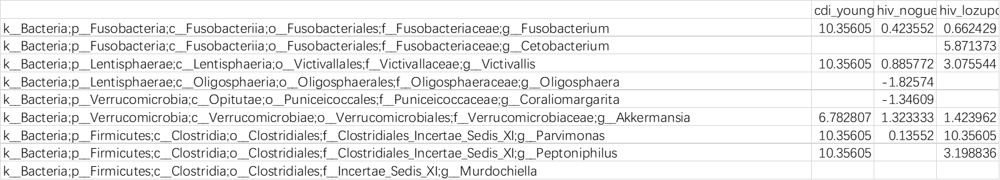 cdi_young hiv_nogue hiv_lozupo
k__Bacteria;p__Fusobacteria;c__Fusobacteriia;o__Fusobacteriales;f__Fusobacteriaceae;g__Fusobacterium 10.35605 0.423552 0.662429
k__Bacteria;p__Fusobacteria;c__Fusobacteriia;o__Fusobacteriales;f__Fusobacteriaceae;g__Cetobacterium 5.871373
k__Bacteria;p__Lentisphaerae;c__Lentisphaeria;o__Victivallales;f__Victivallaceae;g__Victivallis 10.35605 0.885772 3.075544
k__Bacteria;p__Lentisphaerae;c__Oligosphaeria;o__Oligosphaerales;f__Oligosphaeraceae;g__Oligosphaera -1.82574
k__Bacteria;p__Verrucomicrobia;c__Opitutae;o__Puniceicoccales;f__Puniceicoccaceae;g__Coraliomargarita -1.34609
k__Bacteria;p__Verrucomicrobia;c__Verrucomicrobiae;o__Verrucomicrobiales;f__Verrucomicrobiaceae;g__Akkermansia 6.782807 1.323333 1.423962
k__Bacteria;p__Firmicutes;c__Clostridia;o__Clostridiales;f__Clostridiales_Incertae_Sedis_XI;g__Parvimonas 10.35605 0.13552 10.35605
k__Bacteria;p__Firmicutes;c__Clostridia;o__Clostridiales;f__Clostridiales_Incertae_Sedis_XI;g__Peptoniphilus 10.35605 3.198836
k__Bacteria;p__Firmicutes;c__Clostridia;o__Clostridiales;f__Incertae_Sedis_XI;g__Murdochiella